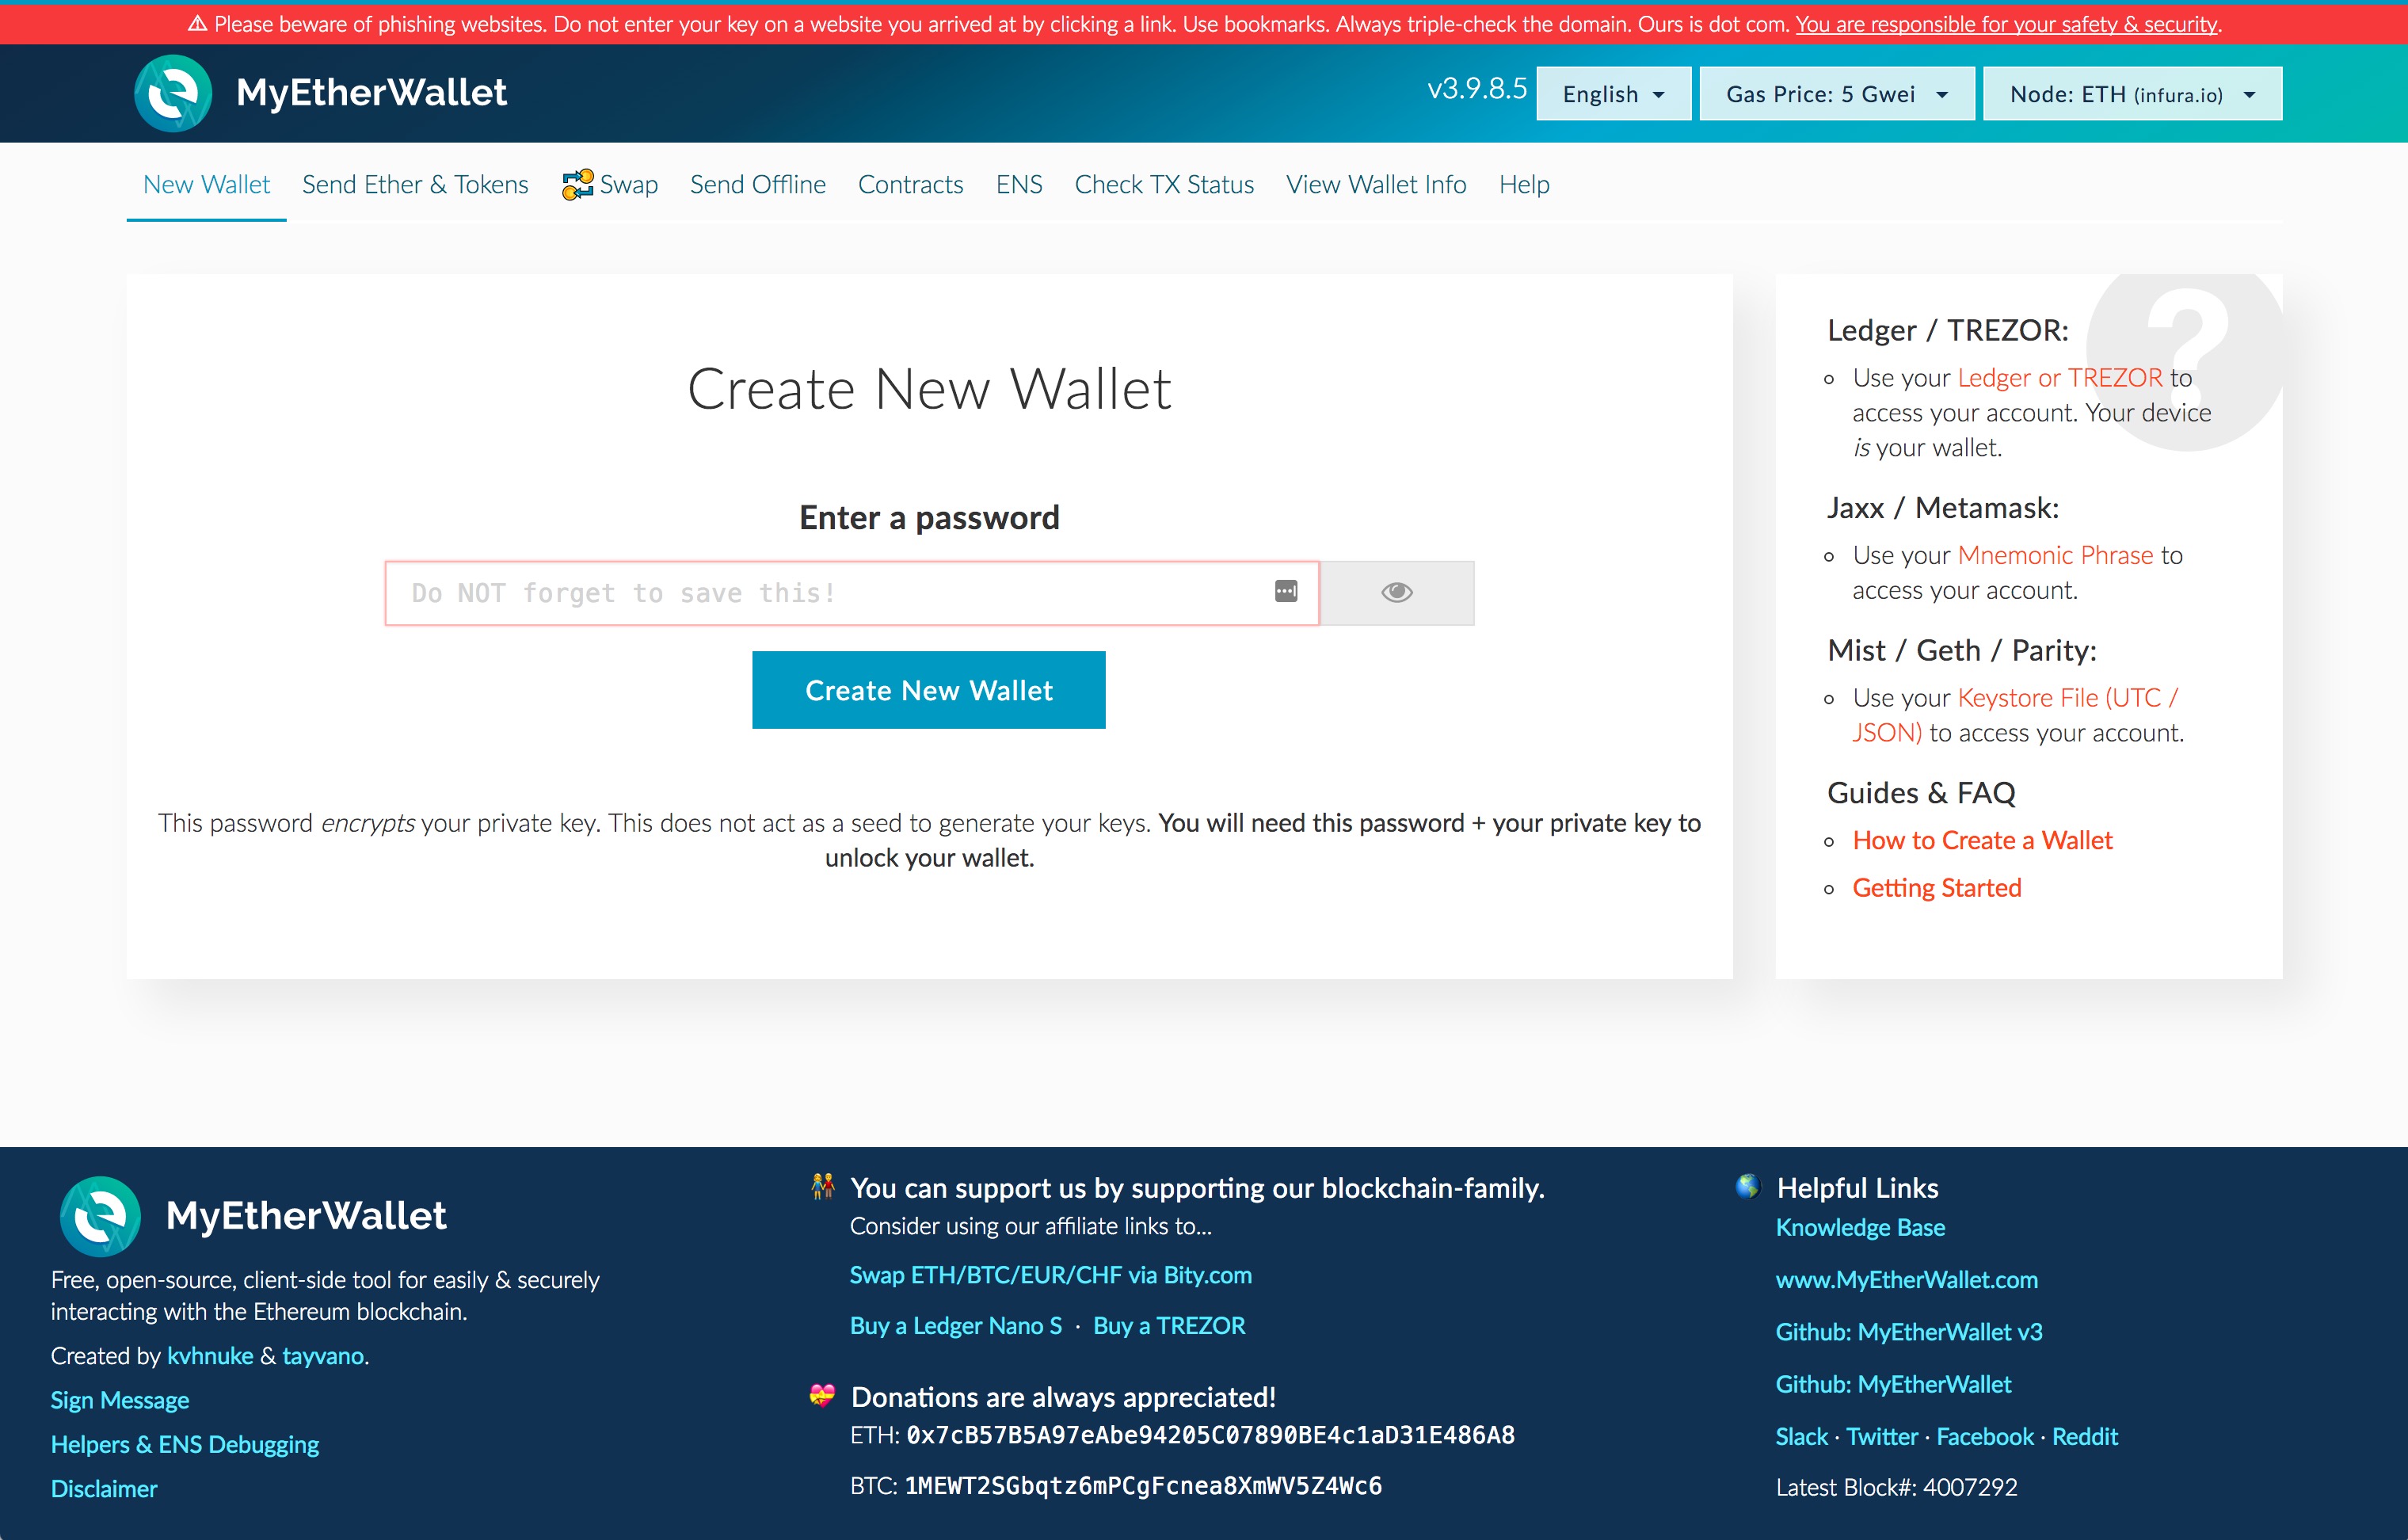 ⚠ Please beware of phishing websites. Do not enter your key on a website you arrived at by clicking a link. Use bookmarks. Always triple-check the domain. Ours is dot com. You are responsible for your safety & security.
MyEtherWallet
v3.9.8.5
English
Gas Price: 5 Gwei
Node: ETH (infura.io)
New Wallet
Send Ether & Tokens
Swap
Send Offline
Contracts
ENS
Check TX Status
View Wallet Info
Help
Create New Wallet
Enter a password
Do NOT forget to save this!
Create New Wallet
This password encrypts your private key. This does not act as a seed to generate your keys. You will need this password + your private key to
unlock your wallet.
?
Ledger / TREZOR:
Use your Ledger or TREZOR to
access your account. Your device
is your wallet.
Jaxx / Metamask:
Use your Mnemonic Phrase to
access your account.
Mist / Geth / Parity:
Use your Keystore File (UTC /
JSON) to access your account.
Guides & FAQ
How to Create a Wallet
Getting Started
MyEtherWallet
Free, open-source, client-side tool for easily & securely
interacting with the Ethereum blockchain.
Created by kvhnuke & tayvano.
Sign Message
Helpers & ENS Debugging
Disclaimer
You can support us by supporting our blockchain-family.
Consider using our affiliate links to...
Swap ETH/BTC/EUR/CHF via Bity.com
Buy a Ledger Nano S · Buy a TREZOR
Donations are always appreciated!
ETH: 0x7cB57B5A97eAbe94205C07890BE4c1aD31E486A8
BTC: 1MEWT2SGbqtz6mPCgFcnea8XmWV5Z4Wc6
Helpful Links
Knowledge Base
www.MyEtherWallet.com
Github: MyEtherWallet v3
Github: MyEtherWallet
Slack · Twitter · Facebook · Reddit
Latest Block#: 4007292